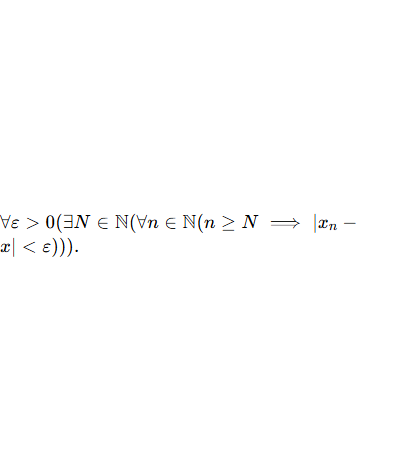 ∀ε > 0(∃N ∈ ℕ(∀n ∈ ℕ(n ≥ N ⟹ |xₙ −
x| < ε))).